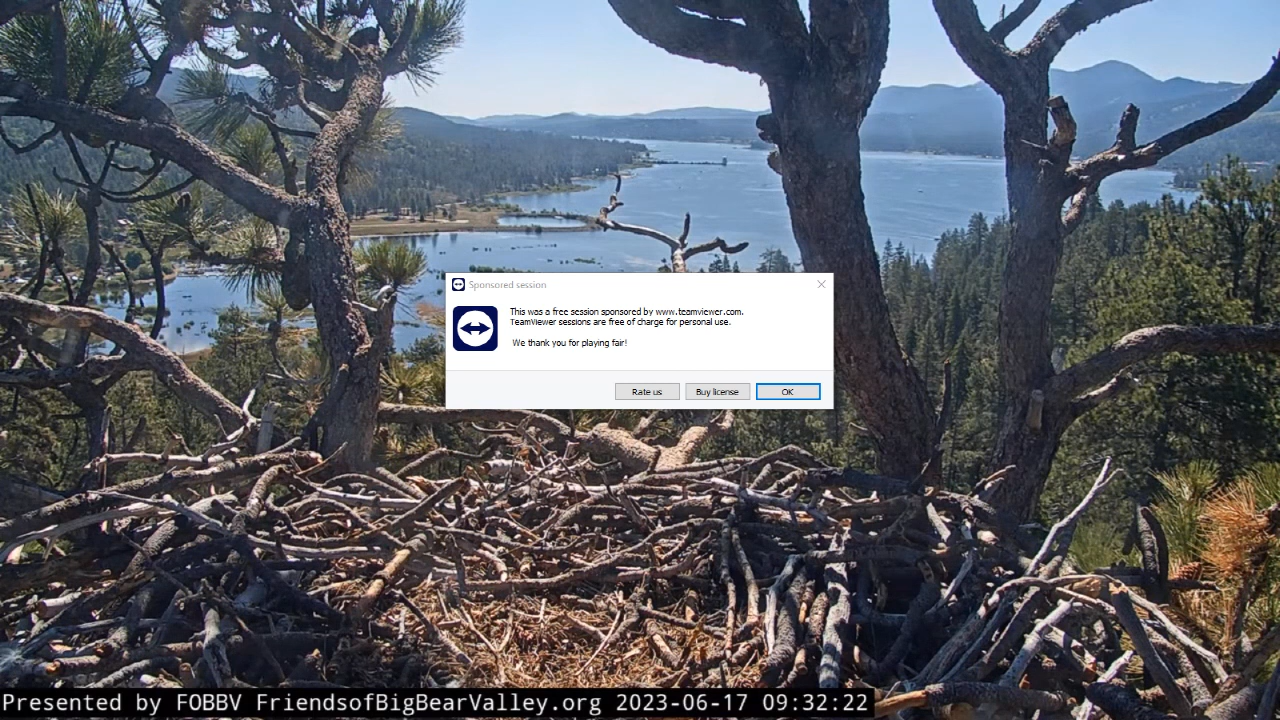 Sponsored session
This was a free session sponsored by www.teamviewer.com.
TeamViewer sessions are free of charge for personal use.
We thank you for playing fair!
Rate us
Buy license
OK
Presented by FOBBV FriendsofBigBearValley.org 2023-06-17 09:32:22